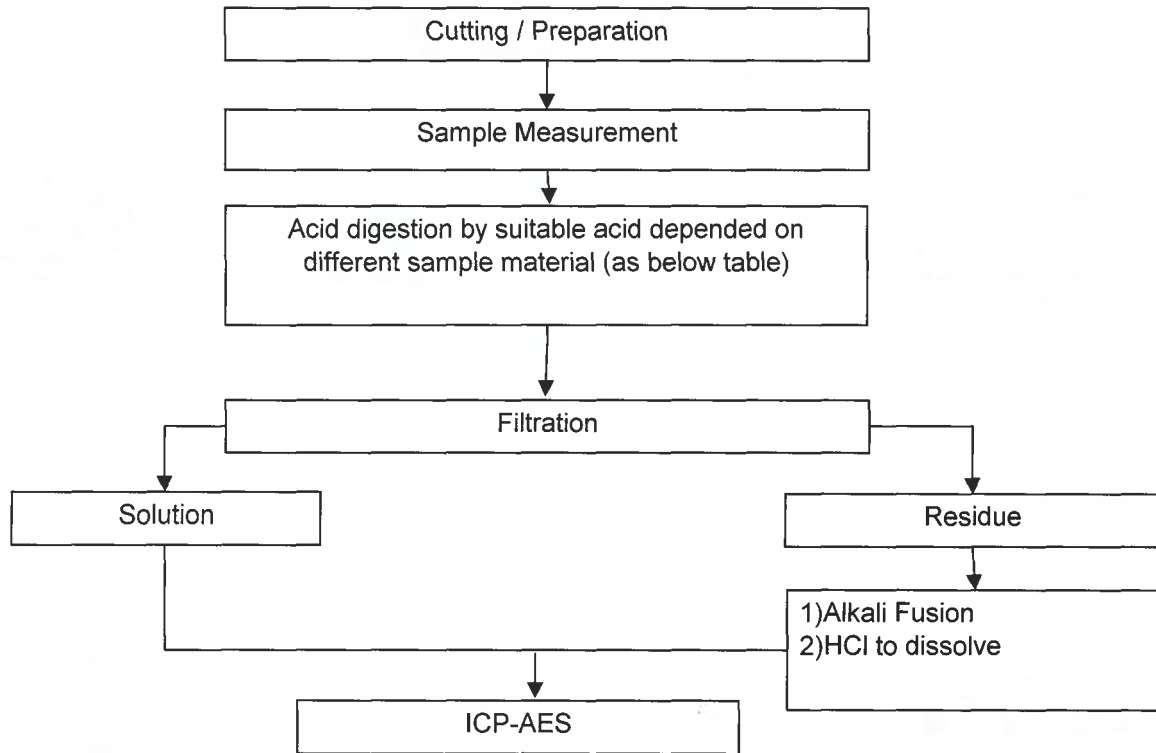 Cutting / Preparation
Sample Measurement
Acid digestion by suitable acid depended on
different sample material (as below table)
Filtration
Solution
Residue
1)Alkali Fusion
2)HCl to dissolve
ICP-AES